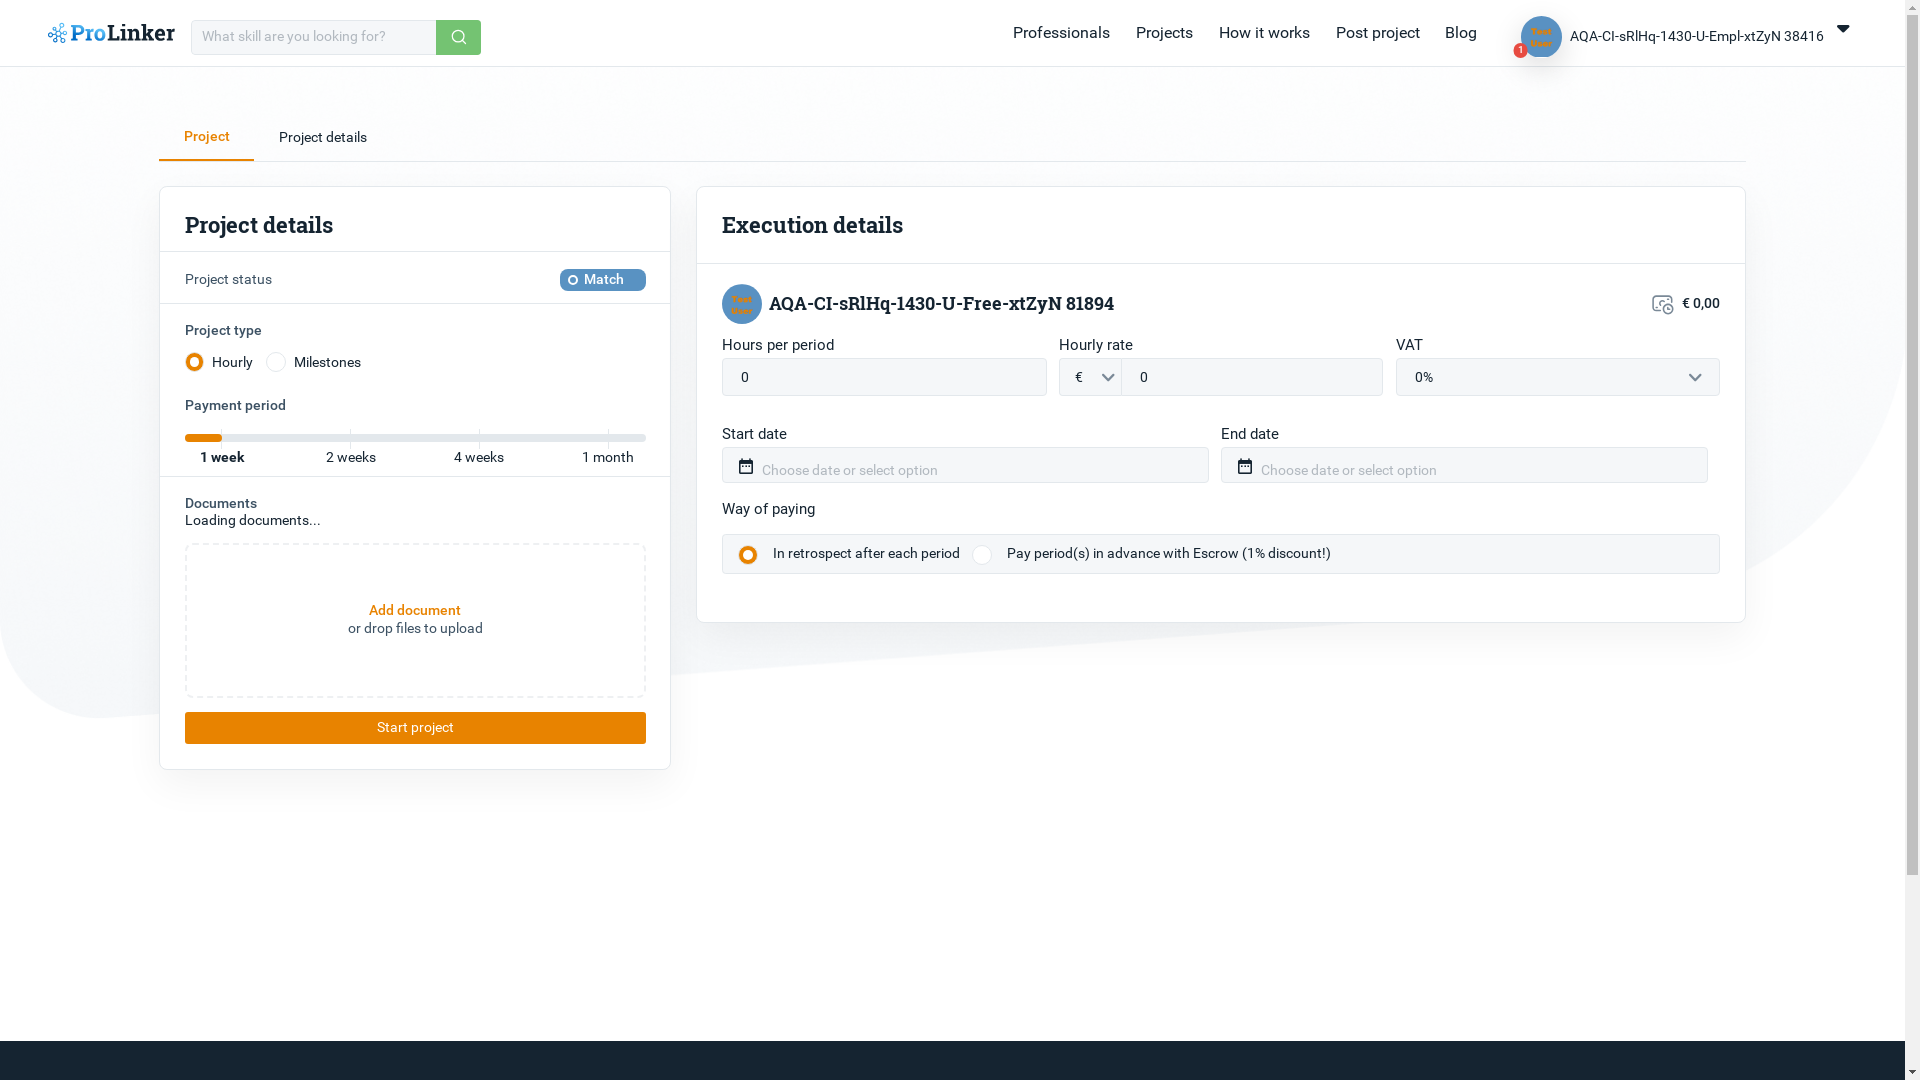 ProLinker
What skill are you looking for?
Professionals
Projects
How it works
Post project
Blog
1
Test
User
AQA-CI-sRlHq-1430-U-Empl-xtZyN 38416
Project
Project details
Project details
Project status
Match
Project type
Hourly
Milestones
Payment period
1 week
2 weeks
4 weeks
1 month
Documents
Loading documents...
Add document
or drop files to upload
Start project
Execution details
Test
User
AQA-CI-sRlHq-1430-U-Free-xtZyN 81894
€ 0,00
Hours per period
Hourly rate
VAT
0
€
0
0%
Start date
End date
Choose date or select option
Choose date or select option
Way of paying
In retrospect after each period
Pay period(s) in advance with Escrow (1% discount!)